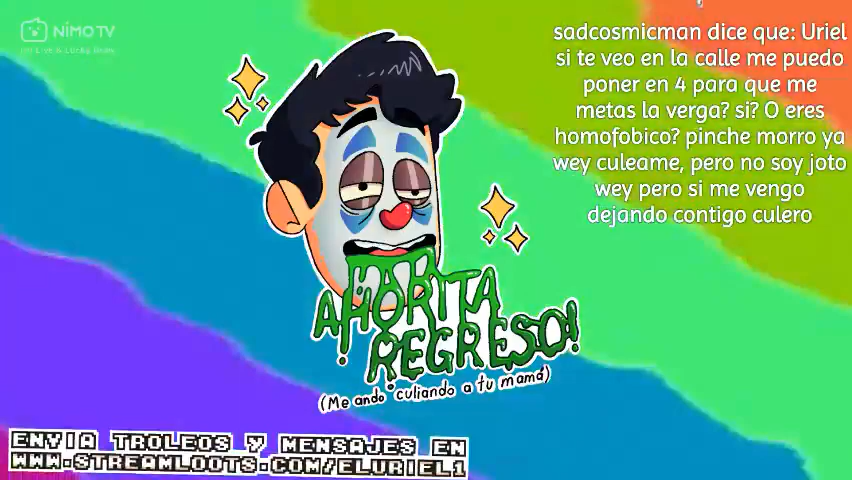 NIMO TV
sadcosmicman dice que: Uriel
si te veo en la calle me puedo
poner en 4 para que me
metas la verga? si? O eres
homofobico? pinche morro ya
wey culeame, pero no soy joto
wey pero si me vengo
dejando contigo culero
¡AHORITA
REGRESO!
(Me ando culiando a tu mamá)
ENVIA TROLEOS Y MENSAJES EN
WWW.STREAMLOOTS.COM/ELURIEL1